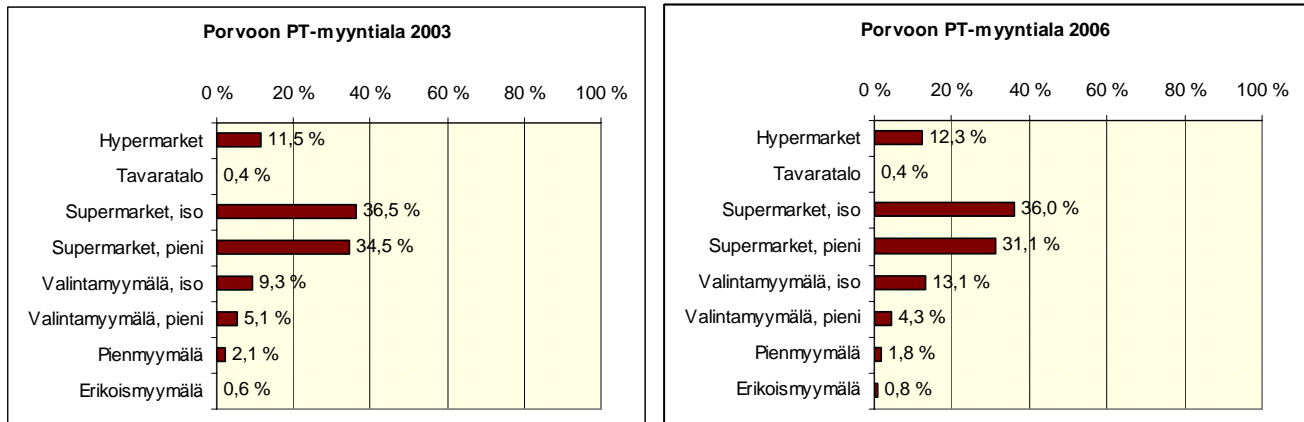 Porvoon PT-myyntiala 2003
0 % 20 % 40 % 60 % 80 % 100 %
Hypermarket 11,5 %
Tavaratalo 0,4 %
Supermarket, iso 36,5 %
Supermarket, pieni 34,5 %
Valintamyymälä, iso 9,3 %
Valintamyymälä, pieni 5,1 %
Pienmyymälä 2,1 %
Erikoismyymälä 0,6 %
Porvoon PT-myyntiala 2006
0 % 20 % 40 % 60 % 80 % 100 %
Hypermarket 12,3 %
Tavaratalo 0,4 %
Supermarket, iso 36,0 %
Supermarket, pieni 31,1 %
Valintamyymälä, iso 13,1 %
Valintamyymälä, pieni 4,3 %
Pienmyymälä 1,8 %
Erikoismyymälä 0,8 %